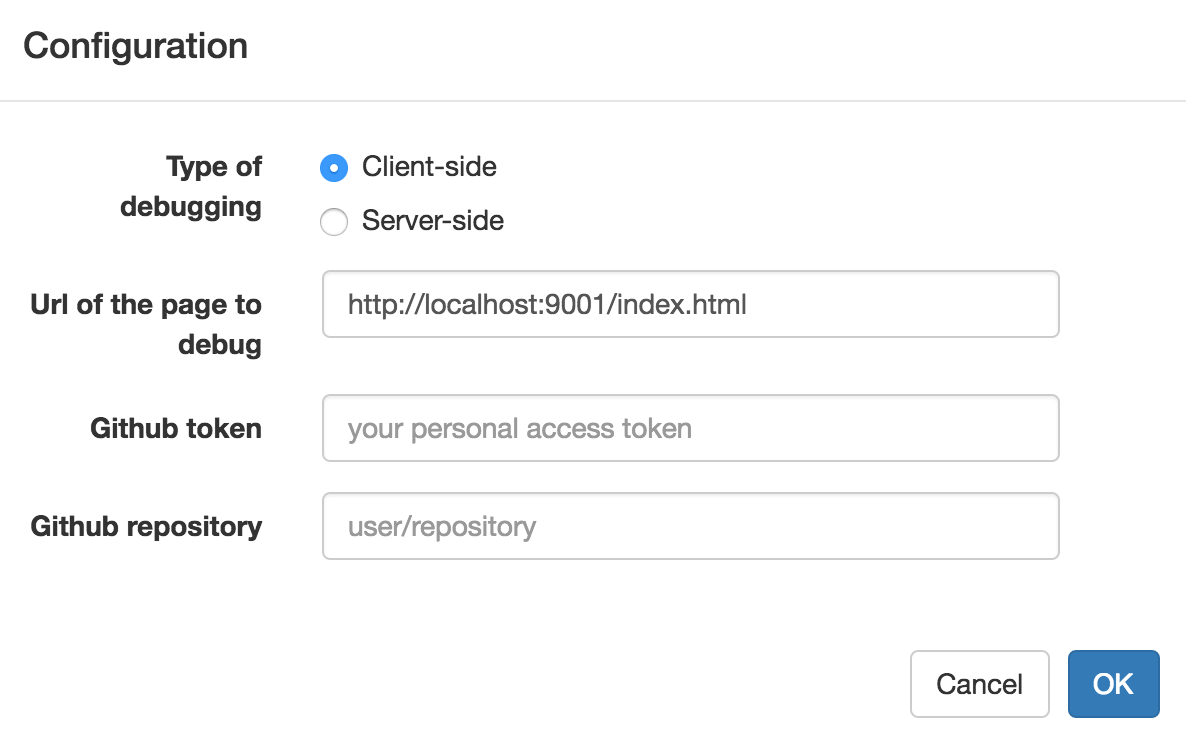 Configuration
Type of
debugging
Client-side
Server-side
Url of the page to
debug
http://localhost:9001/index.html
Github token
your personal access token
Github repository
user/repository
Cancel
OK